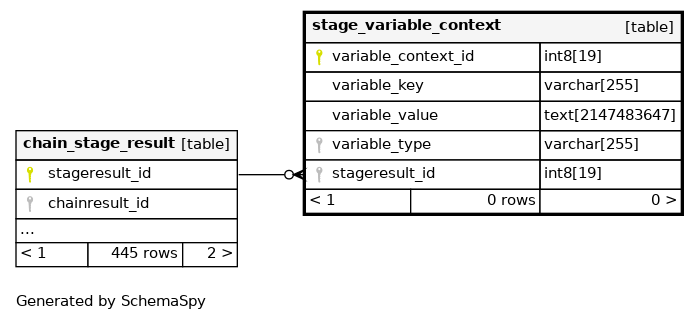 stage_variable_context [table]
variable_context_id int8[19]
variable_key varchar[255]
variable_value text[2147483647]
variable_type varchar[255]
stageresult_id int8[19]
< 1 0 rows 0 >
chain_stage_result [table]
stageresult_id
chainresult_id
...
< 1 445 rows 2 >
Generated by SchemaSpy